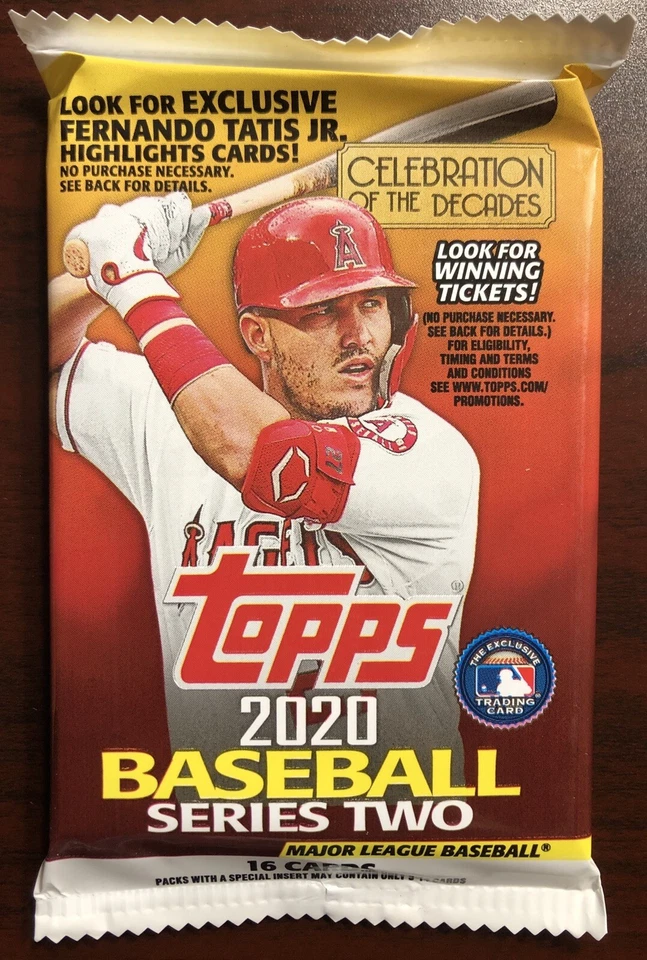 LOOK FOR EXCLUSIVE
FERNANDO TATIS JR.
HIGHLIGHTS CARDS!
NO PURCHASE NECESSARY.
SEE BACK FOR DETAILS.
CELEBRATION
OF THE DECADES
LOOK FOR
WINNING
TICKETS!
(NO PURCHASE NECESSARY.
SEE BACK FOR DETAILS.)
FOR ELIGIBILITY,
TIMING AND TERMS
AND CONDITIONS
SEE WWW.TOPPS.COM/
PROMOTIONS.
A
27
ANGELS
topps®
THE EXCLUSIVE
TRADING
CARD
2020
BASEBALL
SERIES TWO
MAJOR LEAGUE BASEBALL®
16 CARDS
PACKS WITH A SPECIAL INSERT MAY CONTAIN ONLY CARDS